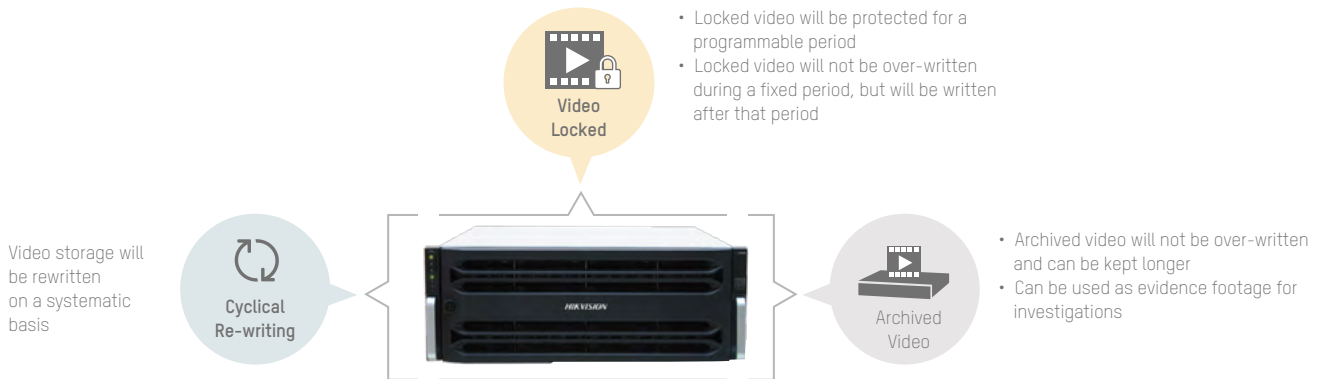 • Locked video will be protected for a
programmable period
• Locked video will not be over-written
during a fixed period, but will be written
after that period
Video
Locked
Video storage will
be rewritten
on a systematic
basis
Cyclical
Re-writing
HIKVISION
Archived
Video
• Archived video will not be over-written
and can be kept longer
• Can be used as evidence footage for
investigations